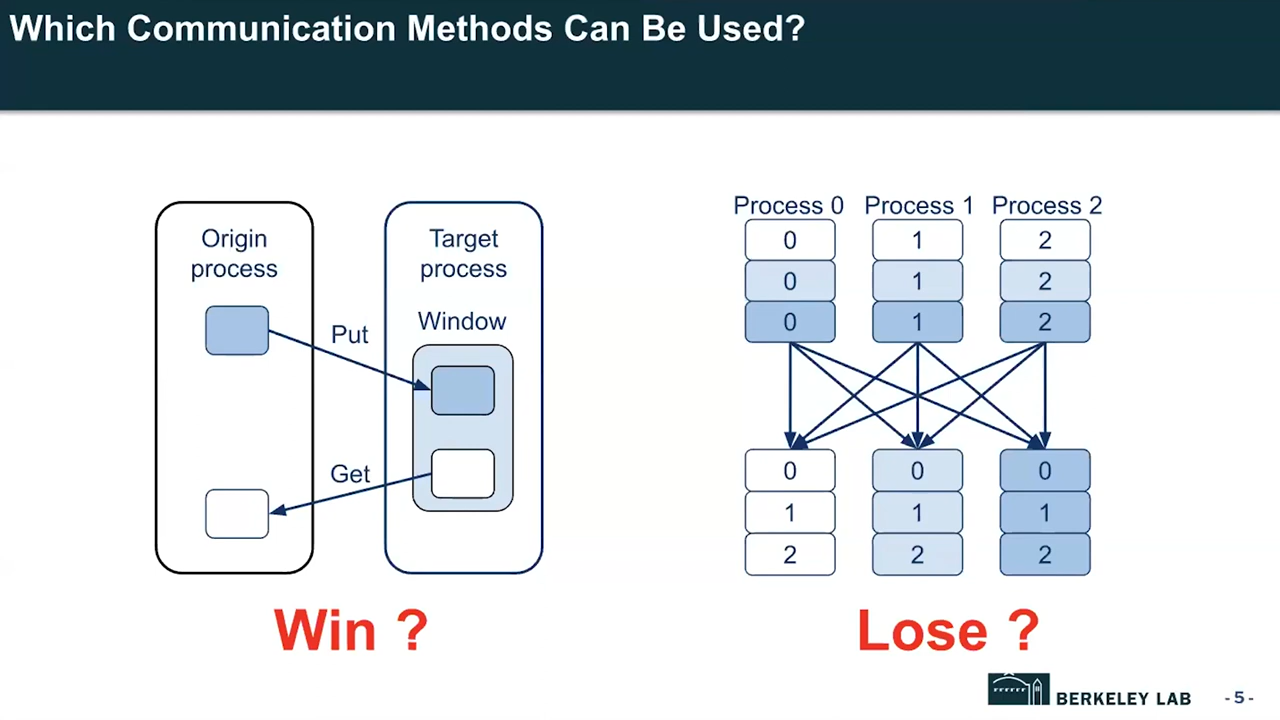 Which Communication Methods Can Be Used?
Origin
process
Target
process
Window
Put
Get
Win ?
Process 0 Process 1 Process 2
0 1 2
0 1 2
0 1 2
0 0 0
1 1 1
2 2 2
Lose ?
BERKELEY LAB
- 5 -